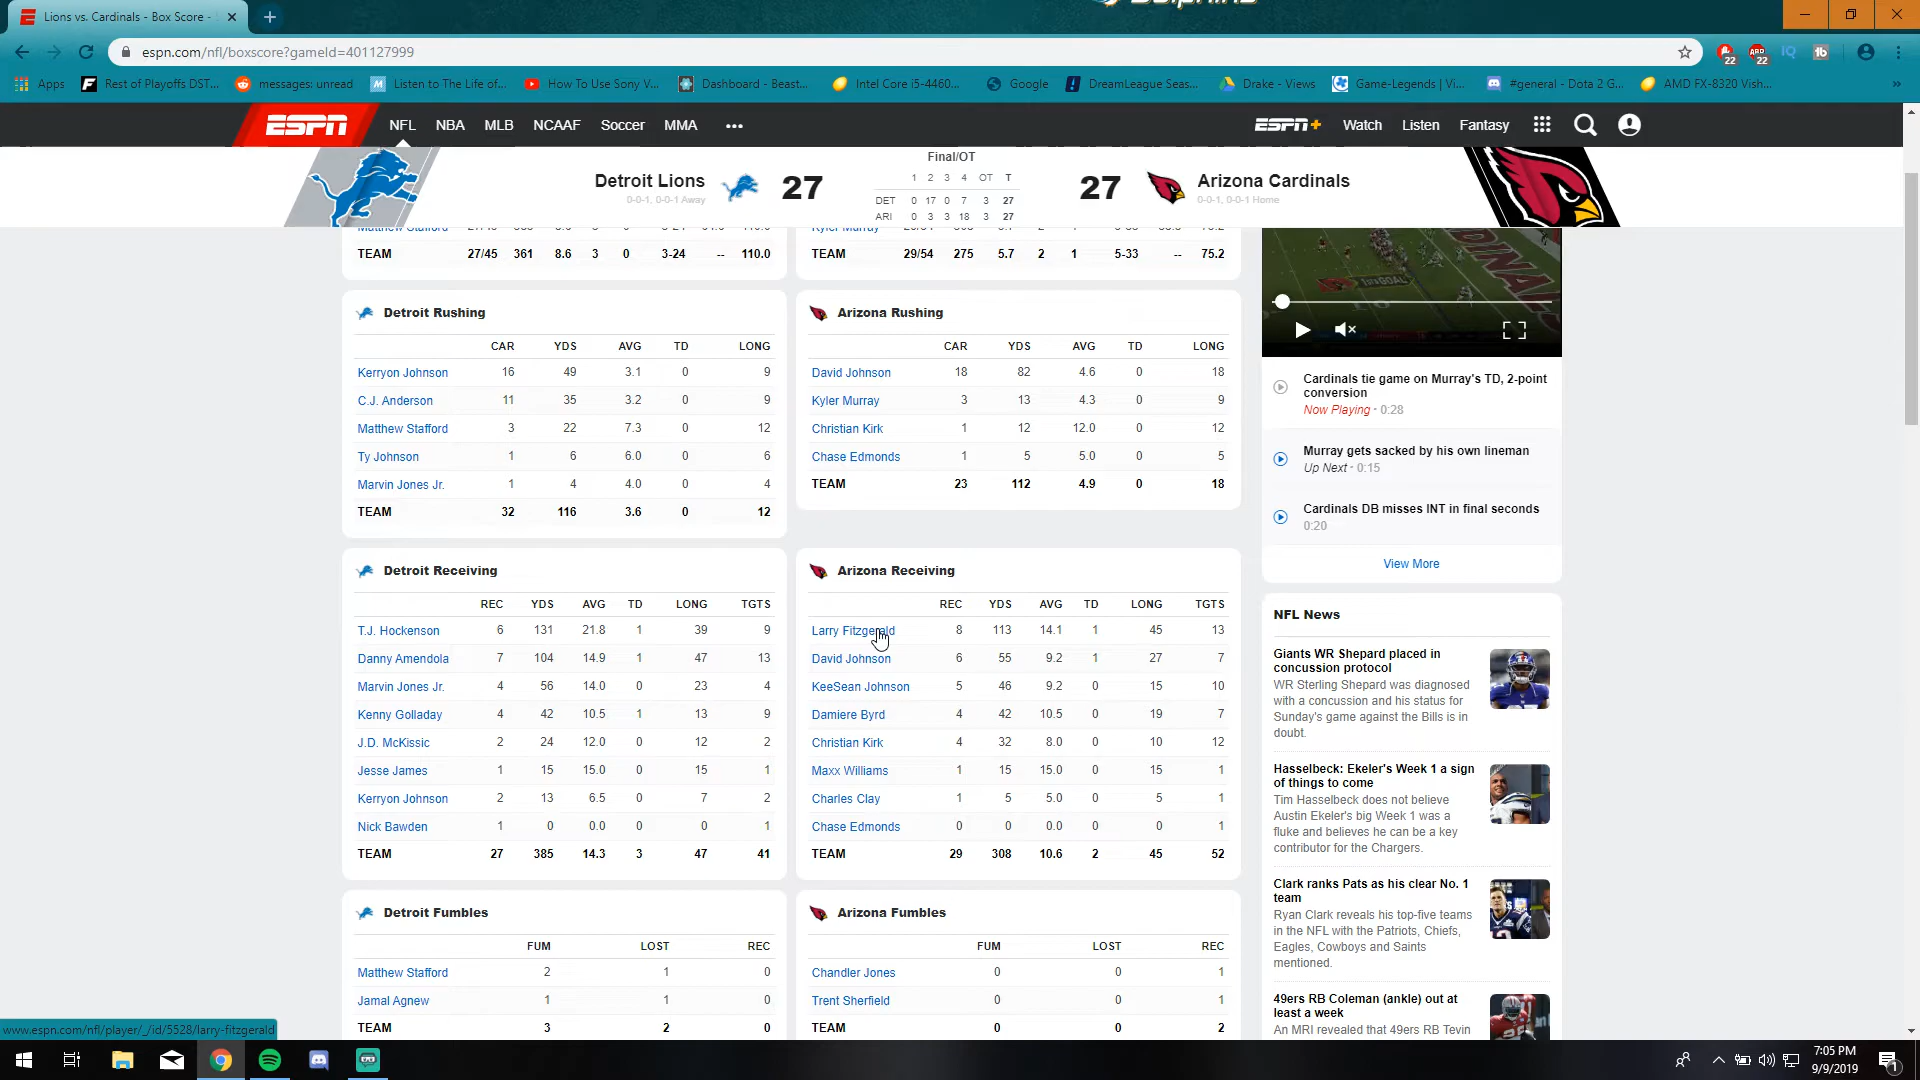 Dolphins
Lions vs. Cardinals - Box Score -
espn.com/nfl/boxscore?gameId=401127999
22
ABP
22
IQ
tb
Apps
Rest of Playoffs DST...
messages: unread
Listen to The Life of...
How To Use Sony V...
Dashboard - Beast...
Intel Core i5-4460...
Google
DreamLeague Seas...
Drake - Views
Game-Legends | Vi...
#general - Dota 2 G...
AMD FX-8320 Vish...
»
ESPN NFL NBA MLB NCAAF Soccer MMA ESPN+ Watch Listen Fantasy
Final/OT
Detroit Lions 27
0-0-1, 0-0-1 Away
1 2 3 4 OT T
DET 0 17 0 7 3 27
ARI 0 3 3 18 3 27
27 Arizona Cardinals
0-0-1, 0-0-1 Home
Matthew Stafford
TEAM 27/45 361 8.6 3 0 3-24 -- 110.0
Kyler Murray
TEAM 29/54 275 5.7 2 1 5-33 -- 75.2
Detroit Rushing
CAR YDS AVG TD LONG
Kerryon Johnson 16 49 3.1 0 9
C.J. Anderson 11 35 3.2 0 9
Matthew Stafford 3 22 7.3 0 12
Ty Johnson 1 6 6.0 0 6
Marvin Jones Jr. 1 4 4.0 0 4
TEAM 32 116 3.6 0 12
Arizona Rushing
CAR YDS AVG TD LONG
David Johnson 18 82 4.6 0 18
Kyler Murray 3 13 4.3 0 9
Christian Kirk 1 12 12.0 0 12
Chase Edmonds 1 5 5.0 0 5
TEAM 23 112 4.9 0 18
Detroit Receiving
REC YDS AVG TD LONG TGTS
T.J. Hockenson 6 131 21.8 1 39 9
Danny Amendola 7 104 14.9 1 47 13
Marvin Jones Jr. 4 56 14.0 0 23 4
Kenny Golladay 4 42 10.5 1 13 9
J.D. McKissic 2 24 12.0 0 12 2
Jesse James 1 15 15.0 0 15 1
Kerryon Johnson 2 13 6.5 0 7 2
Nick Bawden 1 0 0.0 0 0 1
TEAM 27 385 14.3 3 47 41
Arizona Receiving
REC YDS AVG TD LONG TGTS
Larry Fitzgerald 8 113 14.1 1 45 13
David Johnson 6 55 9.2 1 27 7
KeeSean Johnson 5 46 9.2 0 15 10
Damiere Byrd 4 42 10.5 0 19 7
Christian Kirk 4 32 8.0 0 10 12
Maxx Williams 1 15 15.0 0 15 1
Charles Clay 1 5 5.0 0 5 1
Chase Edmonds 0 0 0.0 0 0 1
TEAM 29 308 10.6 2 45 52
Detroit Fumbles
FUM LOST REC
Matthew Stafford 2 1 0
Jamal Agnew 1 1 0
TEAM 3 2 0
Arizona Fumbles
FUM LOST REC
Chandler Jones 0 0 1
Trent Sherfield 0 0 1
TEAM 0 0 2
Cardinals tie game on Murray's TD, 2-point
conversion
Now Playing · 0:28
Murray gets sacked by his own lineman
Up Next · 0:15
Cardinals DB misses INT in final seconds
0:20
View More
NFL News
Giants WR Shepard placed in
concussion protocol
WR Sterling Shepard was diagnosed
with a concussion and his status for
Sunday's game against the Bills is in
doubt.
Hasselbeck: Ekeler's Week 1 a sign
of things to come
Tim Hasselbeck does not believe
Austin Ekeler's big Week 1 was a
fluke and believes he can be a key
contributor for the Chargers.
Clark ranks Pats as his clear No. 1
team
Ryan Clark reveals his top-five teams
in the NFL with the Patriots, Chiefs,
Eagles, Cowboys and Saints
mentioned.
49ers RB Coleman (ankle) out at
least a week
An MRI revealed that 49ers RB Tevin
www.espn.com/nfl/player/_/id/5528/larry-fitzgerald
7:05 PM
9/9/2019
1